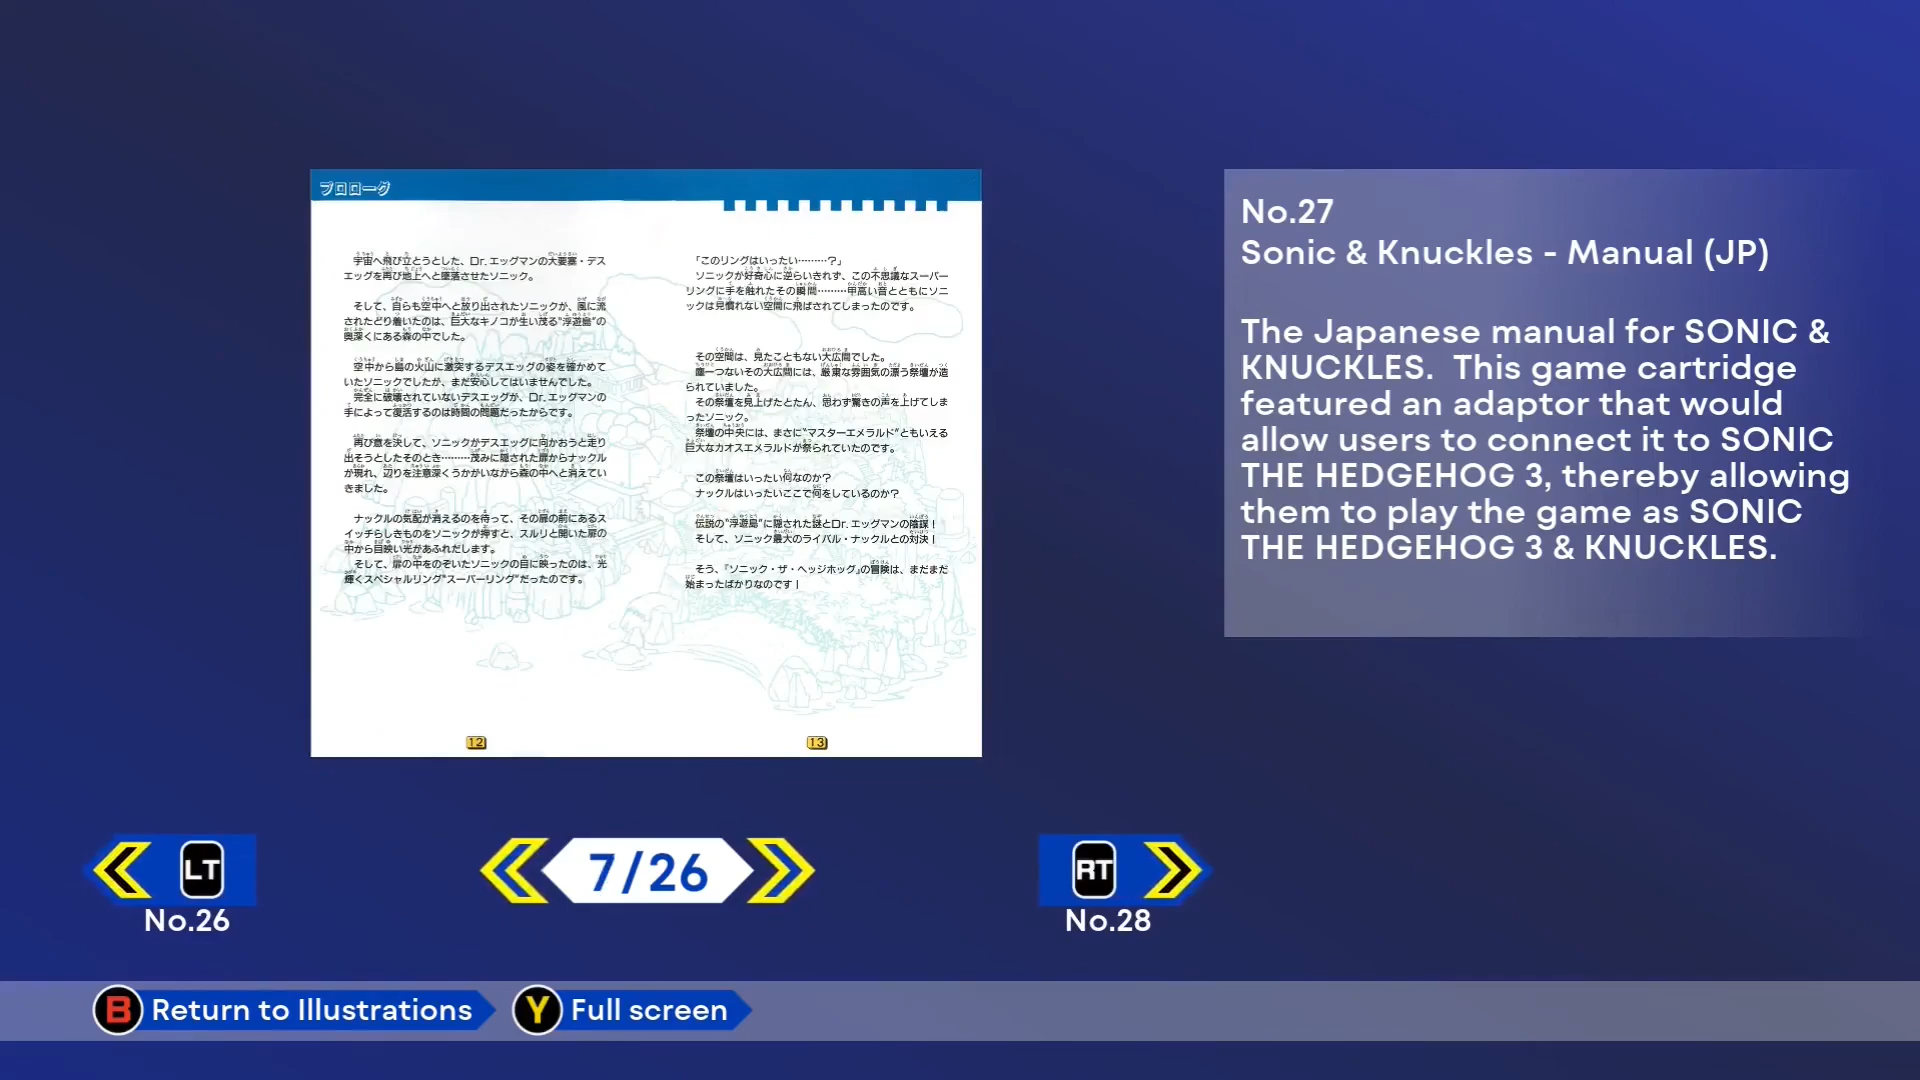 プロローグ
宇宙へ飛び立とうとした、Dr.エッグマンの大要塞・デス
エッグを再び地上へと墜落させたソニック。
そして、自らも空中へと放り出されたソニックが、風に流
されたどり着いたのは、巨大なキノコが生い茂る“浮遊島”の
奥深くにある森の中でした。
空中から島の火山に激突するデスエッグの姿を確かめて
いたソニックでしたが、まだ安心してはいませんでした。
完全に破壊されていないデスエッグが、Dr.エッグマンの
手によって復活するのは時間の問題だったからです。
再び意を決して、ソニックがデスエッグに向かおうと走り
出そうとしたそのとき………茂みに隠された扉からナックル
が現れ、辺りを注意深くうかがいながら森の中へと消えてい
きました。
ナックルの気配が消えるのを待って、その扉の前にあるス
イッチらしきものをソニックが押すと、スルリと開いた扉の
中から目映い光があふれだします。
そして、扉の中をのぞいたソニックの目に映ったのは、光
輝くスペシャルリング“スーパーリング”だったのです。
12
「このリングはいったい………?」
ソニックが好奇心に逆らいきれず、この不思議なスーパー
リングに手を触れたその瞬間………甲高い音とともにソニ
ックは見慣れない空間に飛ばされてしまったのです。
その空間は、見たこともない大広間でした。
塵一つないその大広間には、厳粛な雰囲気の漂う祭壇が造
られていました。
その祭壇を見上げたとたん、思わず驚きの声を上げてしま
ったソニック。
祭壇の中央には、まさに“マスターエメラルド”ともいえる
巨大なカオスエメラルドが祭られていたのです。
この祭壇はいったい何なのか?
ナックルはいったいここで何をしているのか?
伝説の“浮遊島”に隠された謎とDr.エッグマンの陰謀!
そして、ソニック最大のライバル・ナックルとの対決!
そう、『ソニック・ザ・ヘッジホッグ』の冒険は、まだまだ
始まったばかりなのです!
13
No.27
Sonic & Knuckles - Manual (JP)
The Japanese manual for SONIC &
KNUCKLES. This game cartridge
featured an adaptor that would
allow users to connect it to SONIC
THE HEDGEHOG 3, thereby allowing
them to play the game as SONIC
THE HEDGEHOG 3 & KNUCKLES.
LT
No.26
7/26
RT
No.28
B Return to Illustrations
Y Full screen